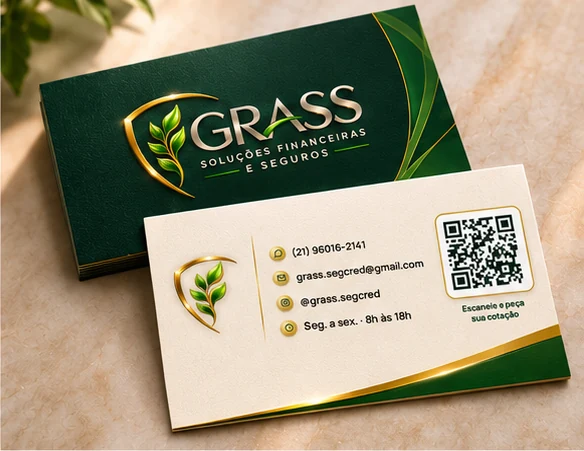 GRASS
SOLUÇÕES FINANCEIRAS
E SEGUROS
(21) 96016-2141
grass.segcred@gmail.com
@grass.segcred
Seg. a sex. · 8h às 18h
Escaneie e peça
sua cotação